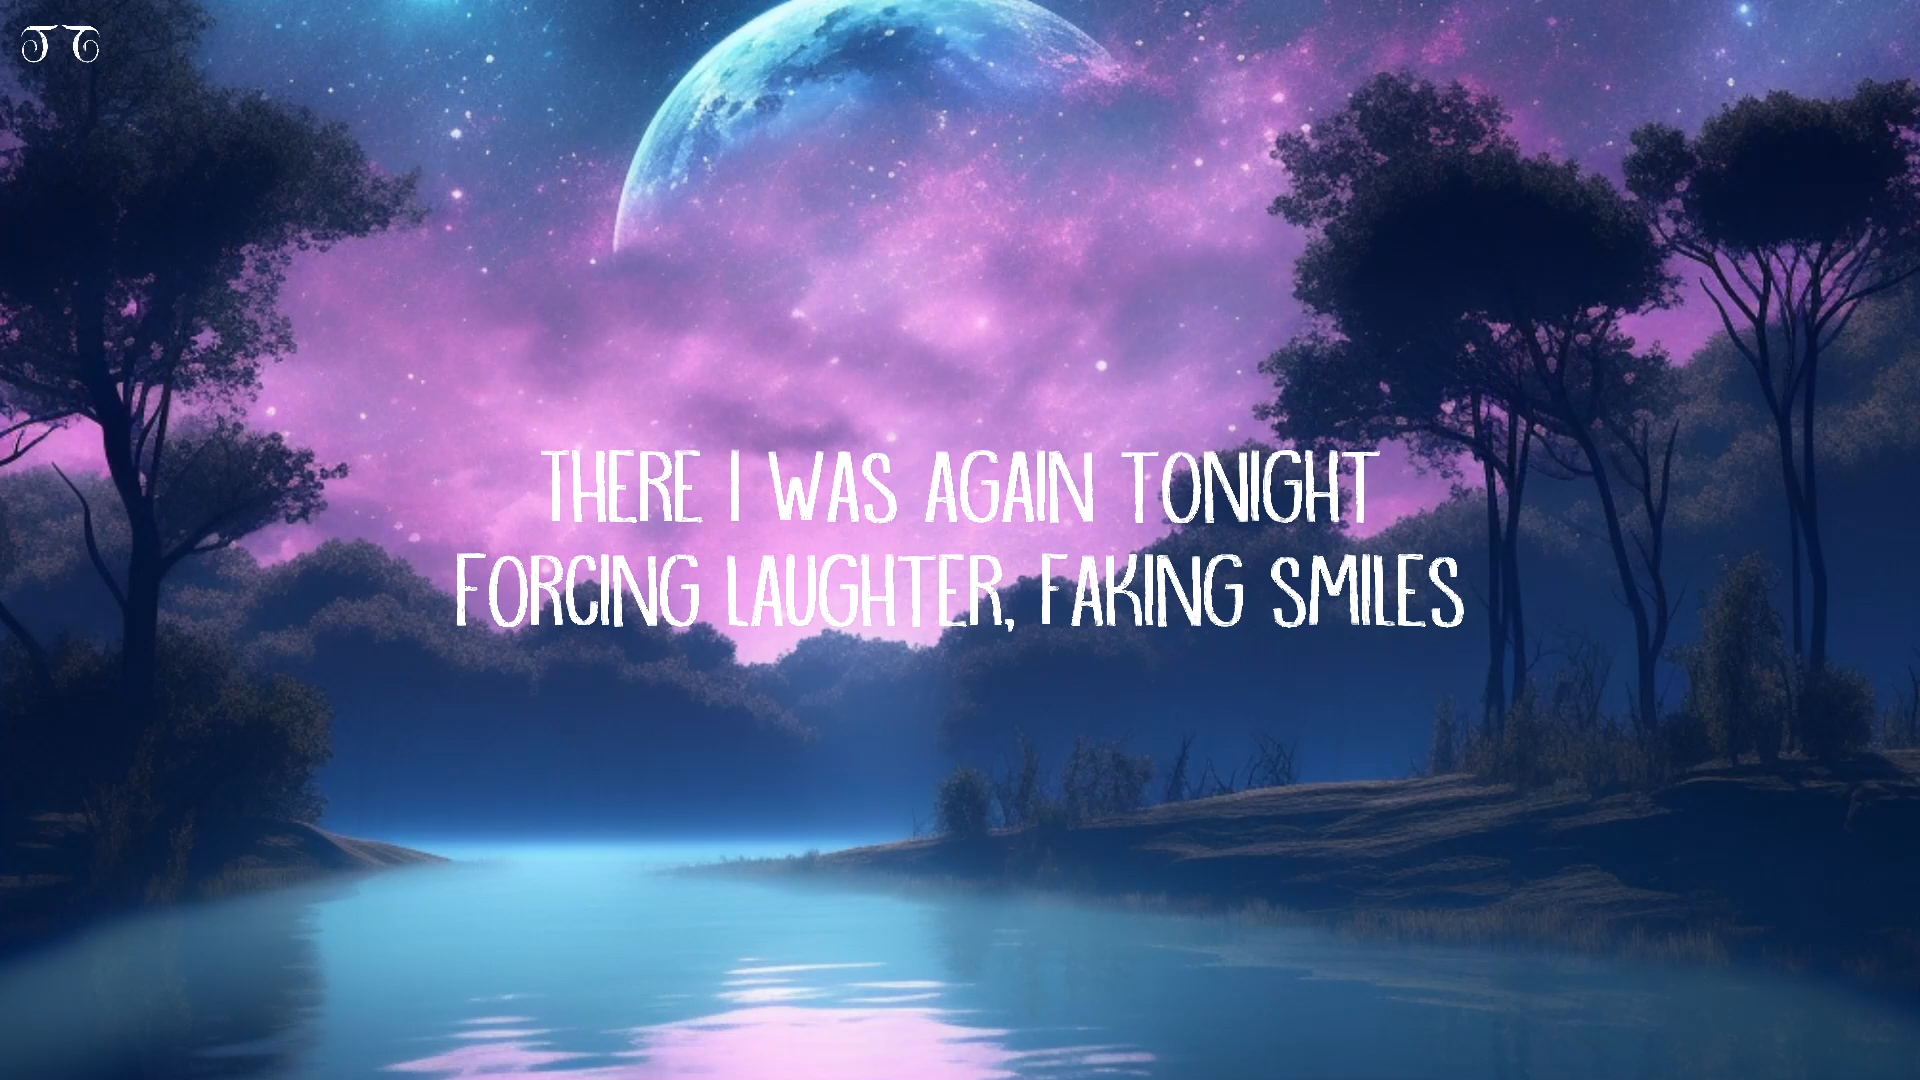 THERE I WAS AGAIN TONIGHT
FORCING LAUGHTER, FAKING SMILES